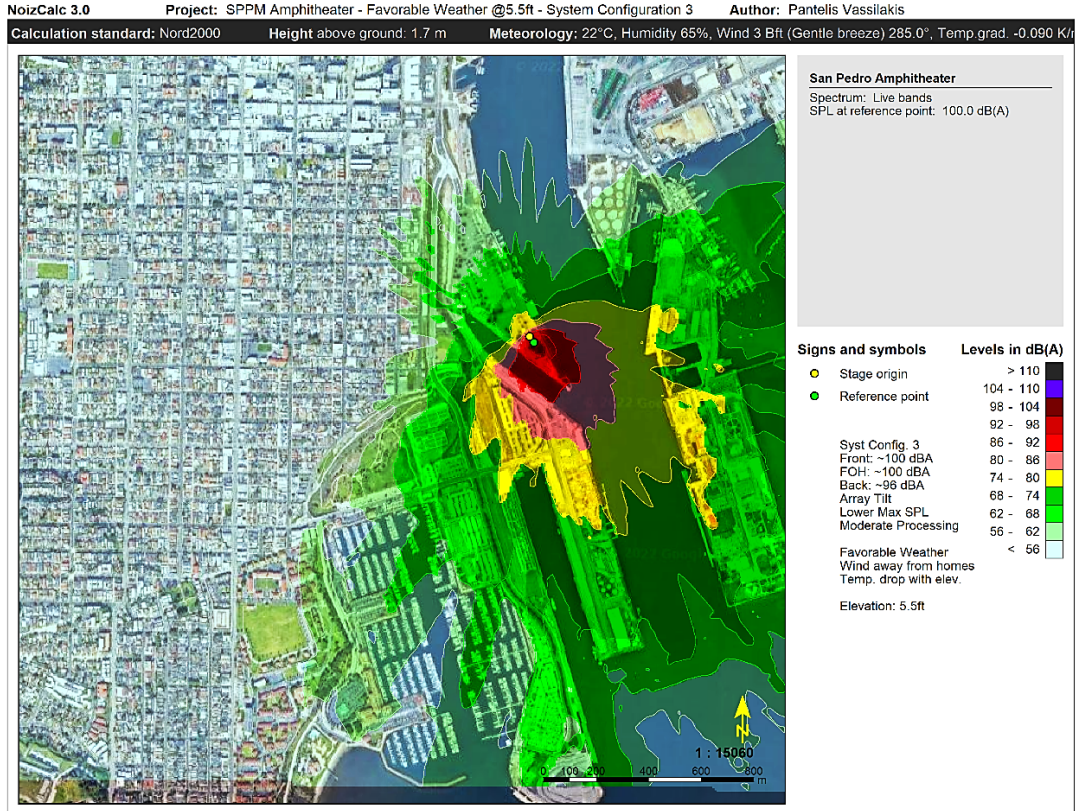 NoizCalc 3.0 Project: SPPM Amphitheater - Favorable Weather @5.5ft - System Configuration 3 Author: Pantelis Vassilakis
Calculation standard: Nord2000 Height above ground: 1.7 m Meteorology: 22°C, Humidity 65%, Wind 3 Bft (Gentle breeze) 285.0°, Temp.grad. -0.090 K/
San Pedro Amphitheater
Spectrum: Live bands
SPL at reference point: 100.0 dB(A)
Signs and symbols
Stage origin
Reference point
Syst Config. 3
Front: ~100 dBA
FOH: ~100 dBA
Back: ~96 dBA
Array Tilt
Lower Max SPL
Moderate Processing
Favorable Weather
Wind away from homes
Temp. drop with elev.
Elevation: 5.5ft
Levels in dB(A)
> 110
104 - 110
98 - 104
92 - 98
86 - 92
80 - 86
74 - 80
68 - 74
62 - 68
56 - 62
< 56
N
1 : 15060
0 100 200 400 600 800
m